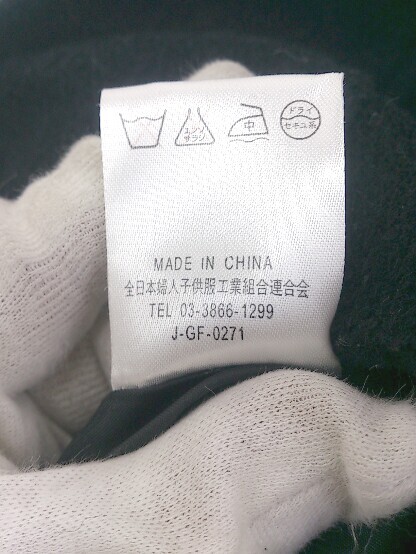 エンソ
サラシ
中
ドライ
セキユ系
MADE IN CHINA
全日本婦人子供服工業組合連合会
TEL 03-3866-1299
J-GF-0271